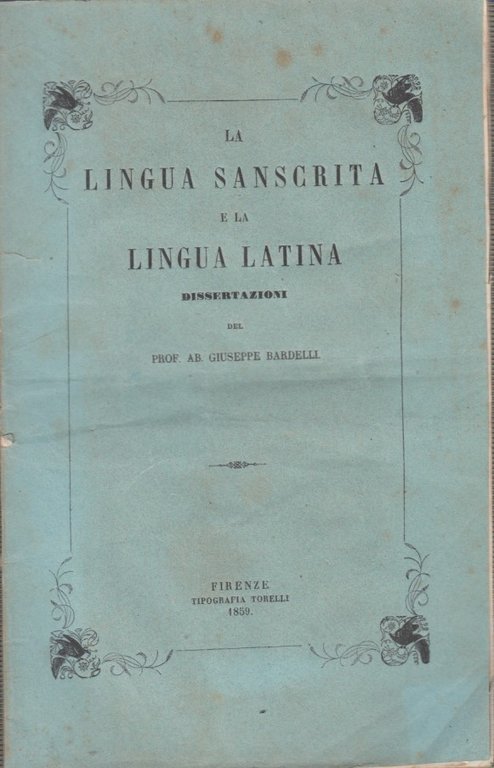 LA
LINGUA SANSCRITA
E LA
LINGUA LATINA
DISSERTAZIONI
DEL
PROF. AB. GIUSEPPE BARDELLI.
FIRENZE
TIPOGRAFIA TORELLI
1859.